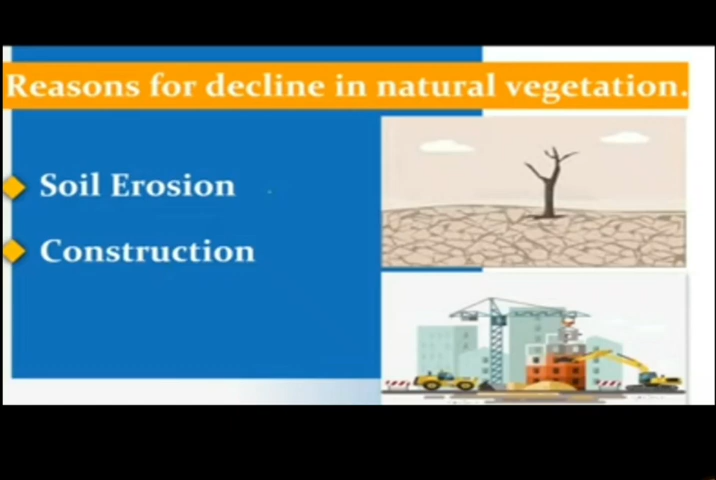 Reasons for decline in natural vegetation.
Soil Erosion
Construction